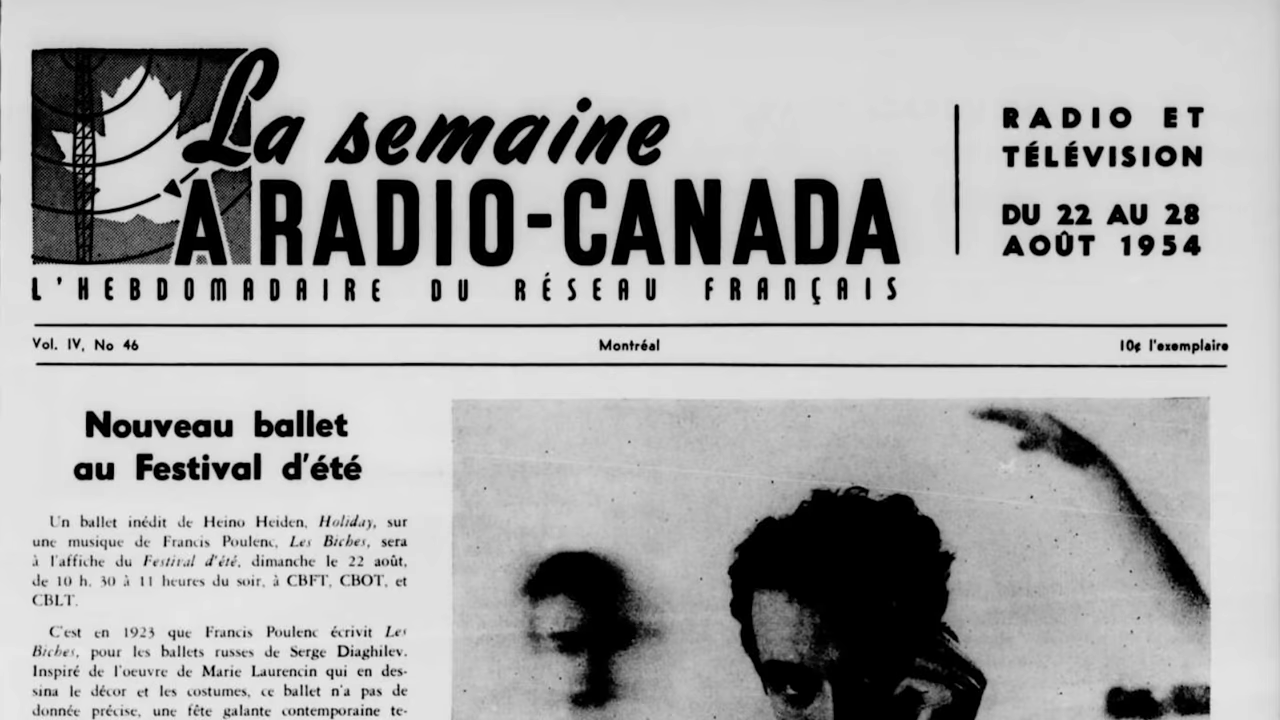 La semaine
A RADIO-CANADA
L'HEBDOMADAIRE DU RÉSEAU FRANÇAIS
RADIO ET
TÉLÉVISION
DU 22 AU 28
AOÛT 1954
Vol. IV, No 46 Montréal 10¢ l'exemplaire
Nouveau ballet
au Festival d'été
Un ballet inédit de Heino Heiden, Holiday, sur
une musique de Francis Poulenc, Les Biches, sera
à l'affiche du Festival d'été, dimanche le 22 août,
de 10 h. 30 à 11 heures du soir, à CBFT, CBOT, et
CBLT.
C'est en 1923 que Francis Poulenc écrivit Les
Biches, pour les ballets russes de Serge Diaghilev.
Inspiré de l'oeuvre de Marie Laurencin qui en des-
sina le décor et les costumes, ce ballet n'a pas de
donnée précise, une fête galante contemporaine te-